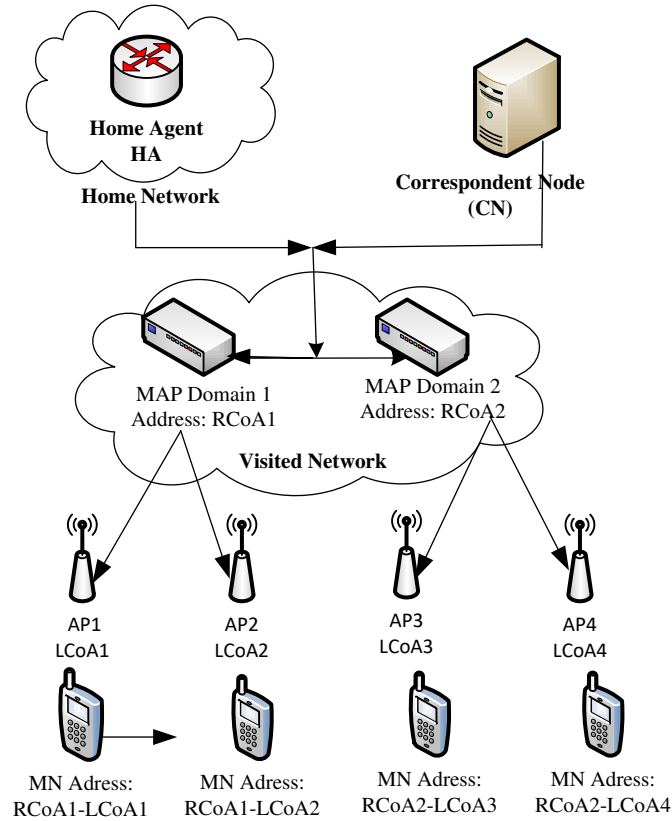 Home Agent
HA
Home Network
Correspondent Node
(CN)
MAP Domain 1
Address: RCoA1
MAP Domain 2
Address: RCoA2
Visited Network
AP1
LCoA1
AP2
LCoA2
AP3
LCoA3
AP4
LCoA4
MN Adress:
RCoA1-LCoA1
MN Adress:
RCoA1-LCoA2
MN Adress:
RCoA2-LCoA3
MN Adress:
RCoA2-LCoA4